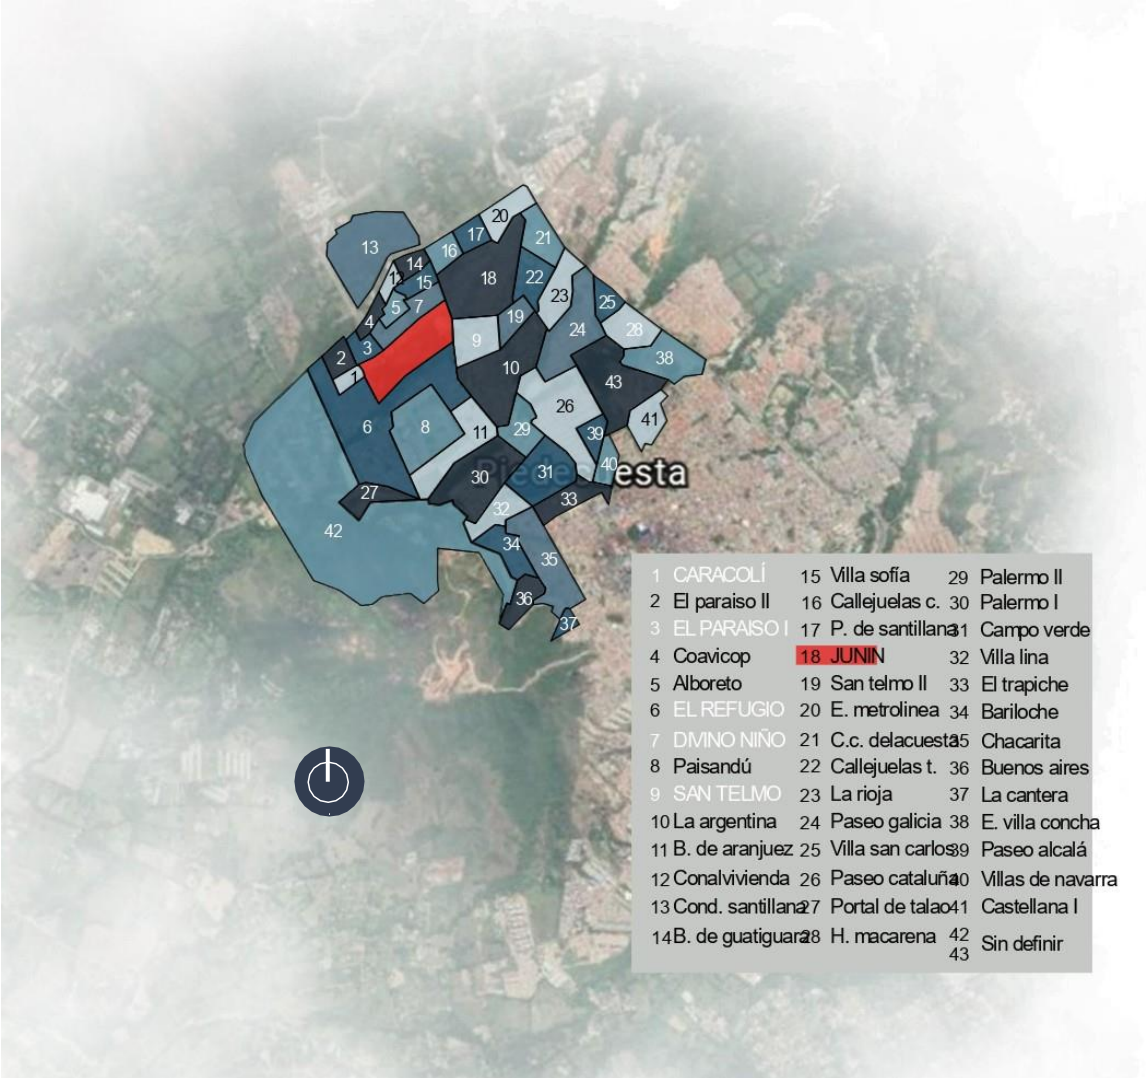 20
17
21
13
16
14
12
18
22
15
23
25
5
7
19
4
24
28
9
3
2
38
10
1
43
26
41
6
8
11
29
39
40
30
31
27
33
32
42
34
35
36
37
1 CARACOLÍ
2 El paraiso II
3 EL PARAISO I
4 Coavicop
5 Alboreto
6 EL REFUGIO
7 DIVINO NIÑO
8 Paisandú
9 SAN TELMO
10 La argentina
11 B. de aranjuez
12 Conalvivienda
13 Cond. santillana
14 B. de guatiguara
15 Villa sofía
16 Callejuelas c.
17 P. de santillana
18 JUNIN
19 San telmo II
20 E. metrolinea
21 C.c. delacuesta
22 Callejuelas t.
23 La rioja
24 Paseo galicia
25 Villa san carlos
26 Paseo cataluña
27 Portal de talao
28 H. macarena
29 Palermo II
30 Palermo I
31 Campo verde
32 Villa lina
33 El trapiche
34 Bariloche
35 Chacarita
36 Buenos aires
37 La cantera
38 E. villa concha
39 Paseo alcalá
40 Villas de navarra
41 Castellana I
42
43 Sin definir